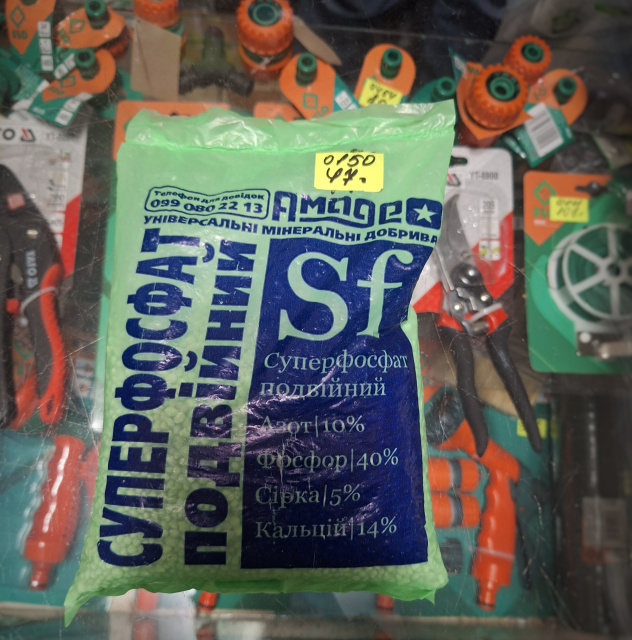 0150
47.
Телефон для довідок
099 080 22 13
Амадео
УНІВЕРСАЛЬНІ МІНЕРАЛЬНІ ДОБРИВА
СУПЕРФОСФАТ
ПОДВІЙНИЙ
Sf
Суперфосфат
подвійний
Азот|10%
Фосфор|40%
Сірка|5%
Кальцій|14%